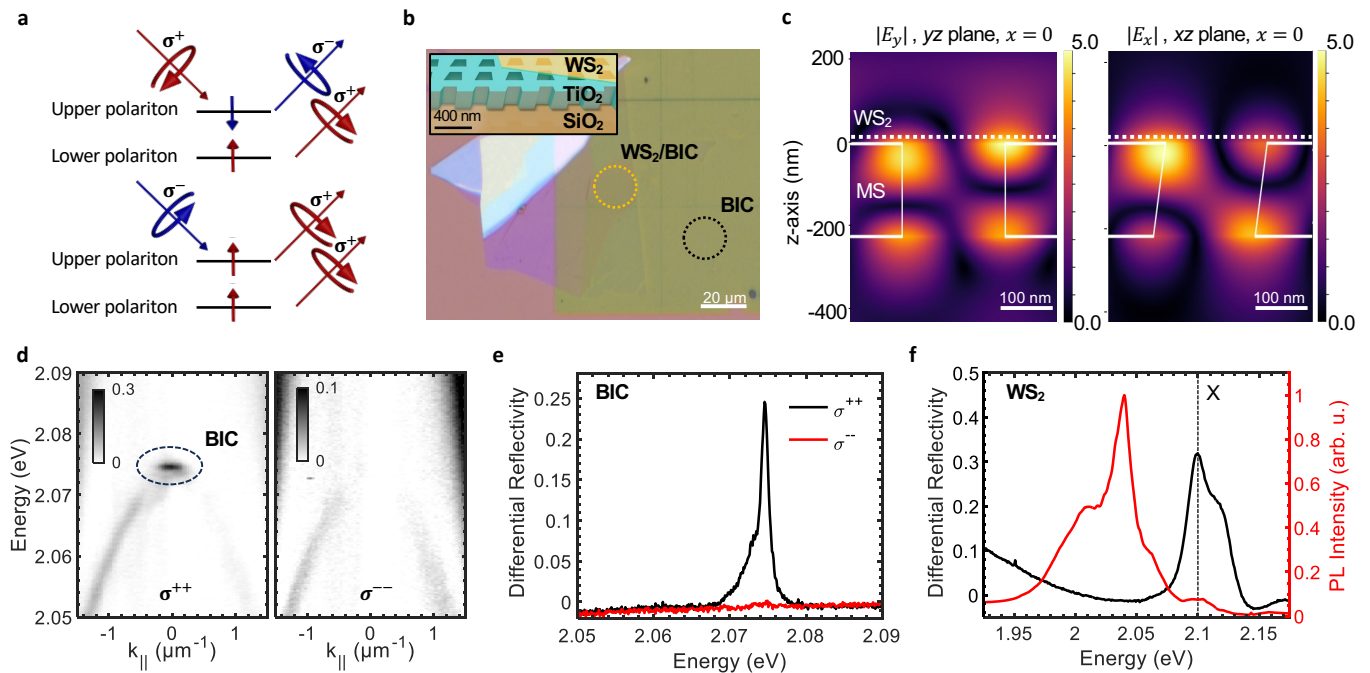 a
σ⁺
σ⁻
Upper polariton
σ⁺
Lower polariton
σ⁻
σ⁺
σ⁺
Upper polariton
Lower polariton
b
WS₂
TiO₂
400 nm
SiO₂
WS₂/BIC
BIC
20 µm
c
|E_y| , yz plane, x = 0
5.0
|E_x| , xz plane, x = 0
5.0
200
WS₂
0
MS
-200
-400
z-axis (nm)
100 nm
0.0
100 nm
0.0
d
2.09
0.3
0.1
2.08
BIC
0
0
2.07
2.06
2.05
Energy (eV)
σ⁺⁺
σ⁻⁻
-1 0 1
-1 0 1
k|| (µm⁻¹)
k|| (µm⁻¹)
e
BIC
σ⁺⁺
σ⁻⁻
0.25
0.2
0.15
0.1
0.05
0
Differential Reflectivity
2.05 2.06 2.07 2.08 2.09
Energy (eV)
f
WS₂
X
0.5
0.4
0.3
0.2
0.1
0
Differential Reflectivity
1
0.8
0.6
0.4
0.2
0
PL Intensity (arb. u.)
1.95 2 2.05 2.1 2.15
Energy (eV)